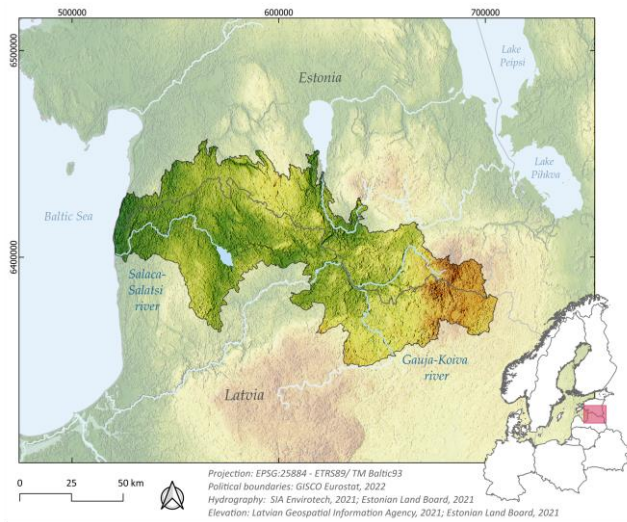 500000
600000
700000
6500000
Lake
Peipsi
Estonia
Lake
Pihkva
Baltic Sea
6400000
Salaca-
Salatsi
river
Gauja-Koiva
river
Latvia
Projection: EPSG:25884 - ETRS89/ TM Baltic93
Political boundaries: GISCO Eurostat, 2022
Hydrography: SIA Envirotech, 2021; Estonian Land Board, 2021
Elevation: Latvian Geospatial Information Agency, 2021; Estonian Land Board, 2021
0 25 50 km